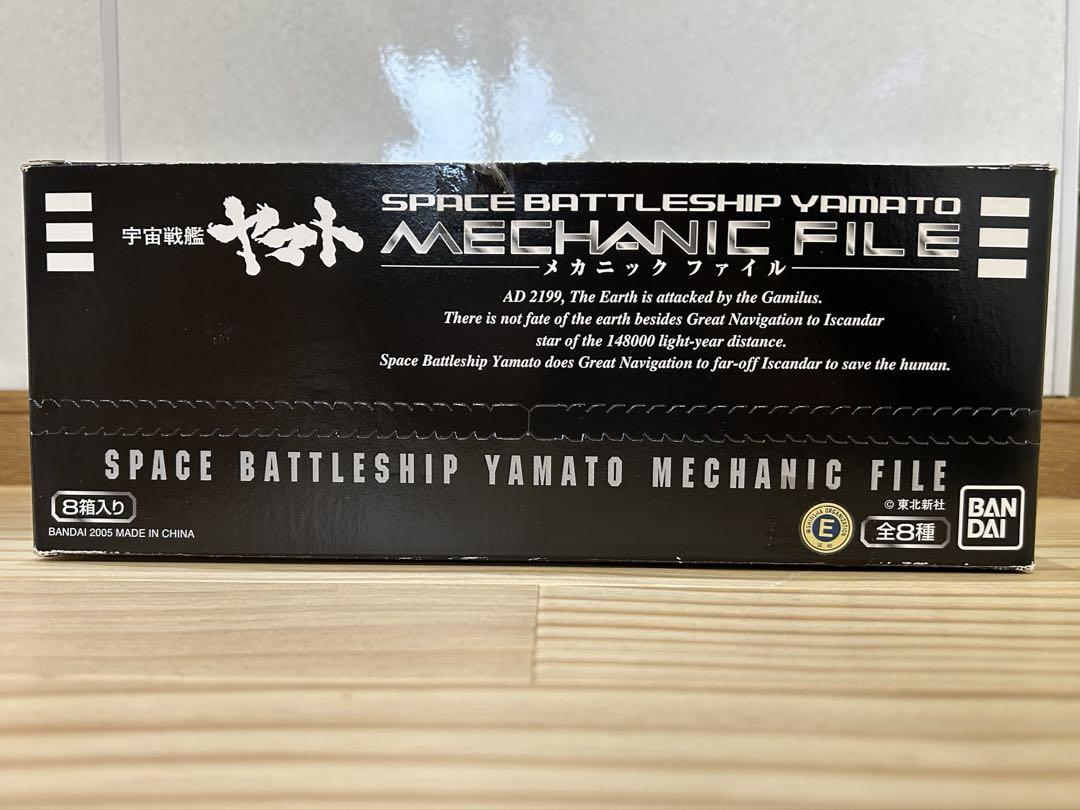 宇宙戦艦 ヤマト
SPACE BATTLESHIP YAMATO
MECHANIC FILE
メカニック ファイル
AD 2199, The Earth is attacked by the Gamilus.
There is not fate of the earth besides Great Navigation to Iscandar
star of the 148000 light-year distance.
Space Battleship Yamato does Great Navigation to far-off Iscandar to save the human.
SPACE BATTLESHIP YAMATO MECHANIC FILE
8箱入り
BANDAI 2005 MADE IN CHINA
©東北新社
E
全8種
BAN
DAI